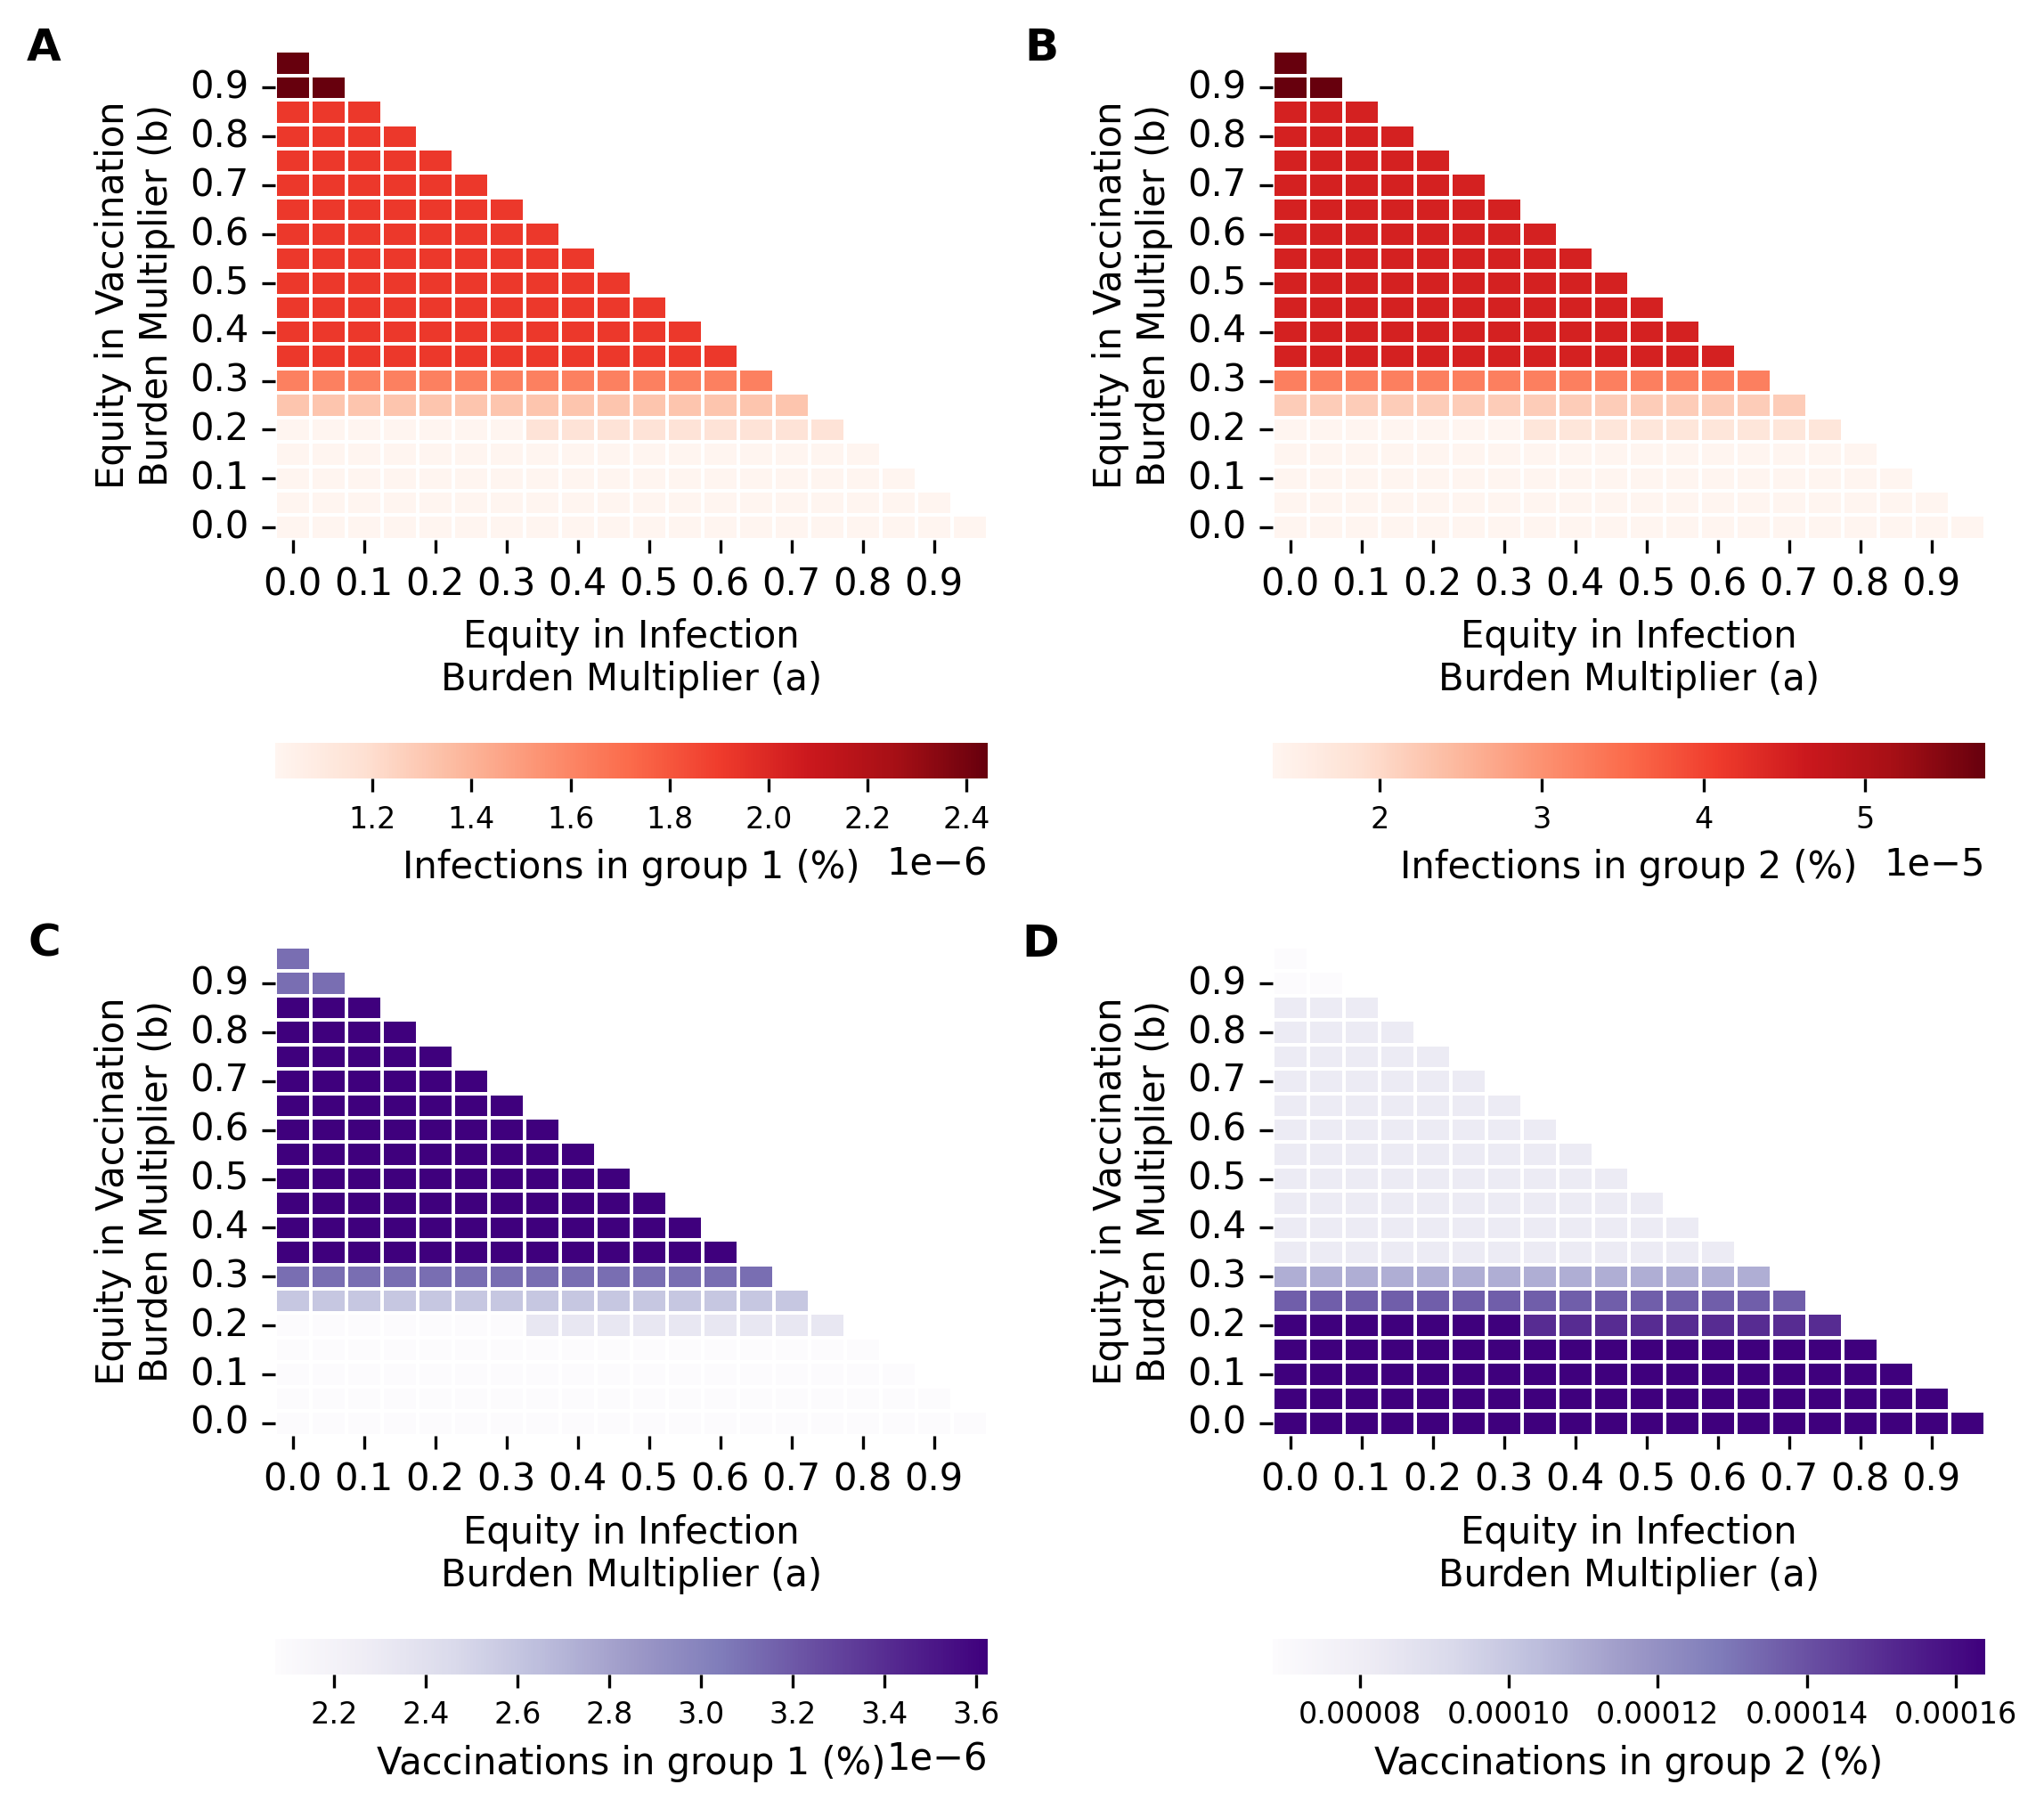 A
Equity in Vaccination
Burden Multiplier (b)
0.9
0.8
0.7
0.6
0.5
0.4
0.3
0.2
0.1
0.0
0.0 0.1 0.2 0.3 0.4 0.5 0.6 0.7 0.8 0.9
Equity in Infection
Burden Multiplier (a)
1.2 1.4 1.6 1.8 2.0 2.2 2.4
Infections in group 1 (%) 1e−6
B
Equity in Vaccination
Burden Multiplier (b)
0.9
0.8
0.7
0.6
0.5
0.4
0.3
0.2
0.1
0.0
0.0 0.1 0.2 0.3 0.4 0.5 0.6 0.7 0.8 0.9
Equity in Infection
Burden Multiplier (a)
2 3 4 5
Infections in group 2 (%) 1e−5
C
Equity in Vaccination
Burden Multiplier (b)
0.9
0.8
0.7
0.6
0.5
0.4
0.3
0.2
0.1
0.0
0.0 0.1 0.2 0.3 0.4 0.5 0.6 0.7 0.8 0.9
Equity in Infection
Burden Multiplier (a)
2.2 2.4 2.6 2.8 3.0 3.2 3.4 3.6
Vaccinations in group 1 (%) 1e−6
D
Equity in Vaccination
Burden Multiplier (b)
0.9
0.8
0.7
0.6
0.5
0.4
0.3
0.2
0.1
0.0
0.0 0.1 0.2 0.3 0.4 0.5 0.6 0.7 0.8 0.9
Equity in Infection
Burden Multiplier (a)
0.00008 0.00010 0.00012 0.00014 0.00016
Vaccinations in group 2 (%)